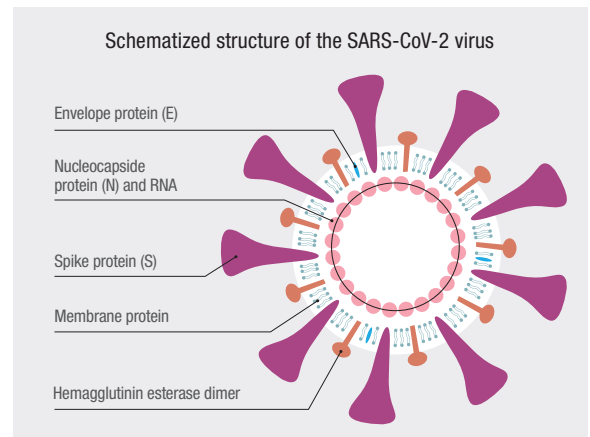 Schematized structure of the SARS-CoV-2 virus
Envelope protein (E)
Nucleocapside
protein (N) and RNA
Spike protein (S)
Membrane protein
Hemagglutinin esterase dimer